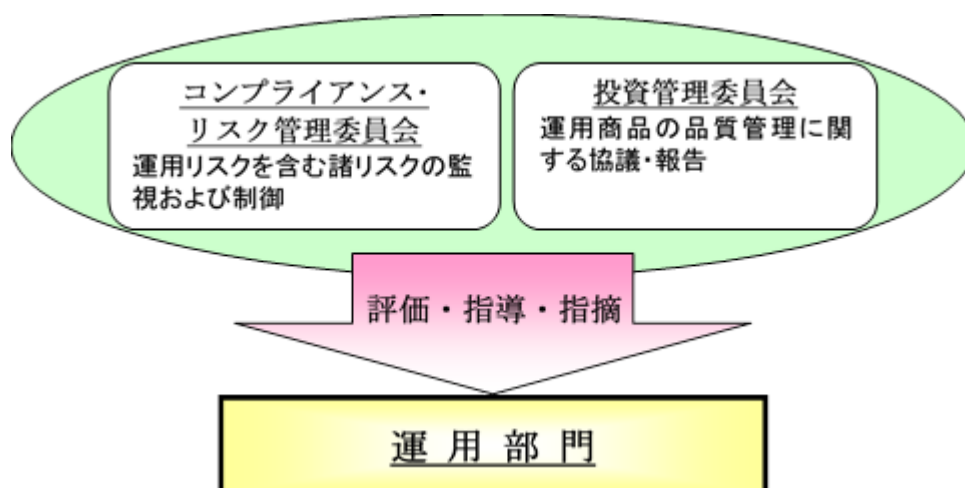 コンプライアンス・
リスク管理委員会
運用リスクを含む諸リスクの監
視および制御
投資管理委員会
運用商品の品質管理に関
する協議・報告
評価・指導・指摘
運用部門